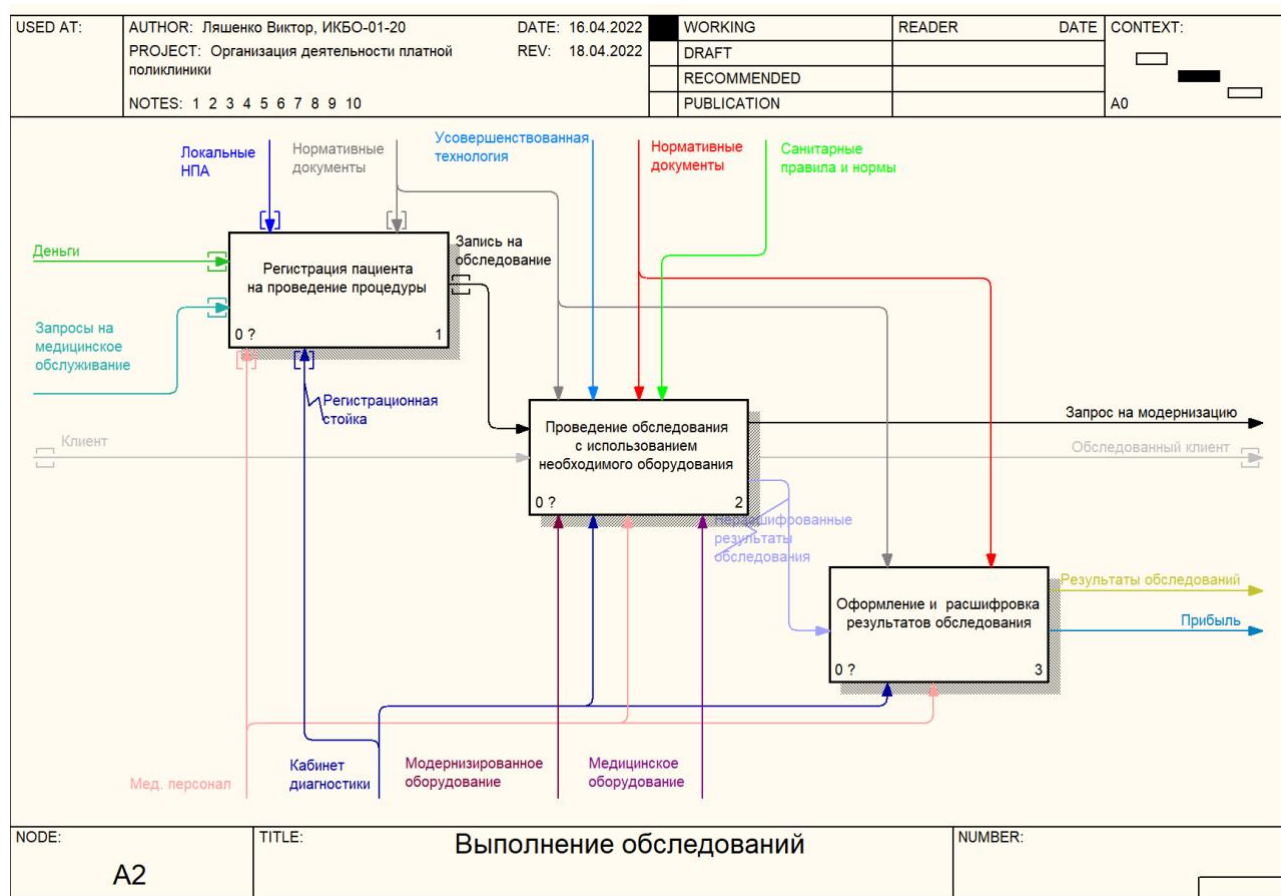 USED AT:
AUTHOR: Ляшенко Виктор, ИКБО-01-20
DATE: 16.04.2022
PROJECT: Организация деятельности платной
поликлиники
REV: 18.04.2022
NOTES: 1 2 3 4 5 6 7 8 9 10
WORKING
DRAFT
RECOMMENDED
PUBLICATION
READER
DATE
CONTEXT:
A0
Локальные
НПА
Нормативные
документы
Усовершенствованная
технология
Нормативные
документы
Санитарные
правила и нормы
Деньги
Запросы на
медицинское
обслуживание
Регистрация пациента
на проведение процедуры
0 ?
1
Запись на
обследование
Регистрационная
стойка
Клиент
Проведение обследования
с использованием
необходимого оборудования
0 ?
2
Запрос на модернизацию
Обследованный клиент
Нерасшифрованные
результаты
обследования
Оформление и расшифровка
результатов обследования
0 ?
3
Результаты обследований
Прибыль
Мед. персонал
Кабинет
диагностики
Модернизированное
оборудование
Медицинское
оборудование
NODE:
A2
TITLE:
Выполнение обследований
NUMBER: